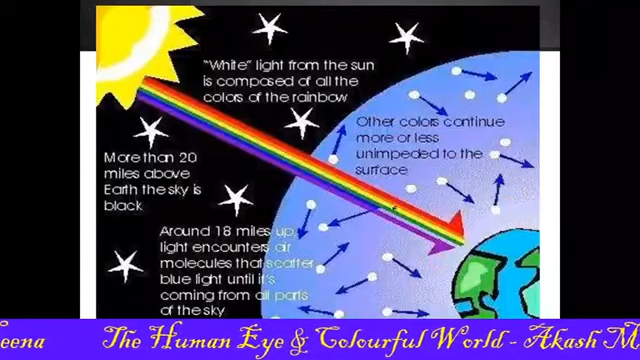 "White" light from the sun
is composed of all the
colors of the rainbow
Other colors continue
more or less
unimpeded to the
surface
More than 20
miles above
Earth the sky is
black
Around 18 miles up
light encounters air
molecules that scatter
blue light until it's
coming from all parts
of the sky
eena The Human Eye & Colourful World - Akash M